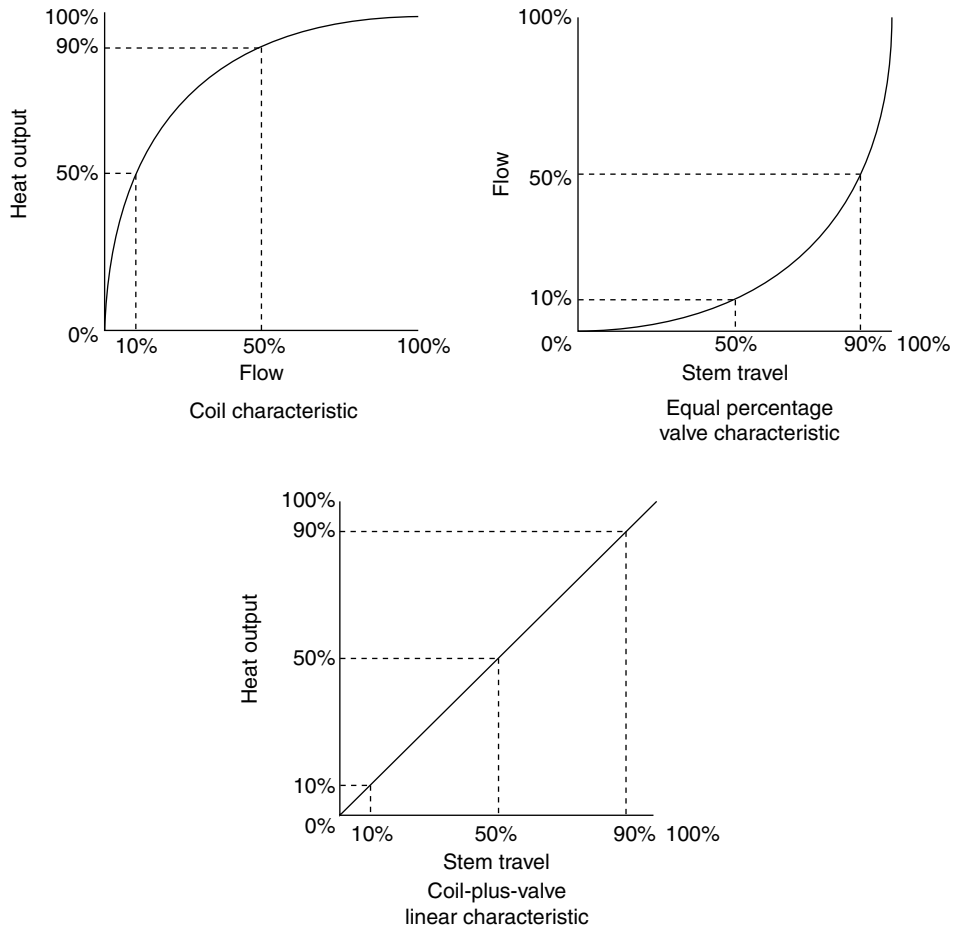 100%
90%
50%
0%
Heat output
10%
50%
100%
Flow
Coil characteristic
100%
50%
10%
0%
Flow
50%
90%
100%
Stem travel
Equal percentage
valve characteristic
100%
90%
50%
10%
0%
Heat output
10%
50%
90%
100%
Stem travel
Coil-plus-valve
linear characteristic